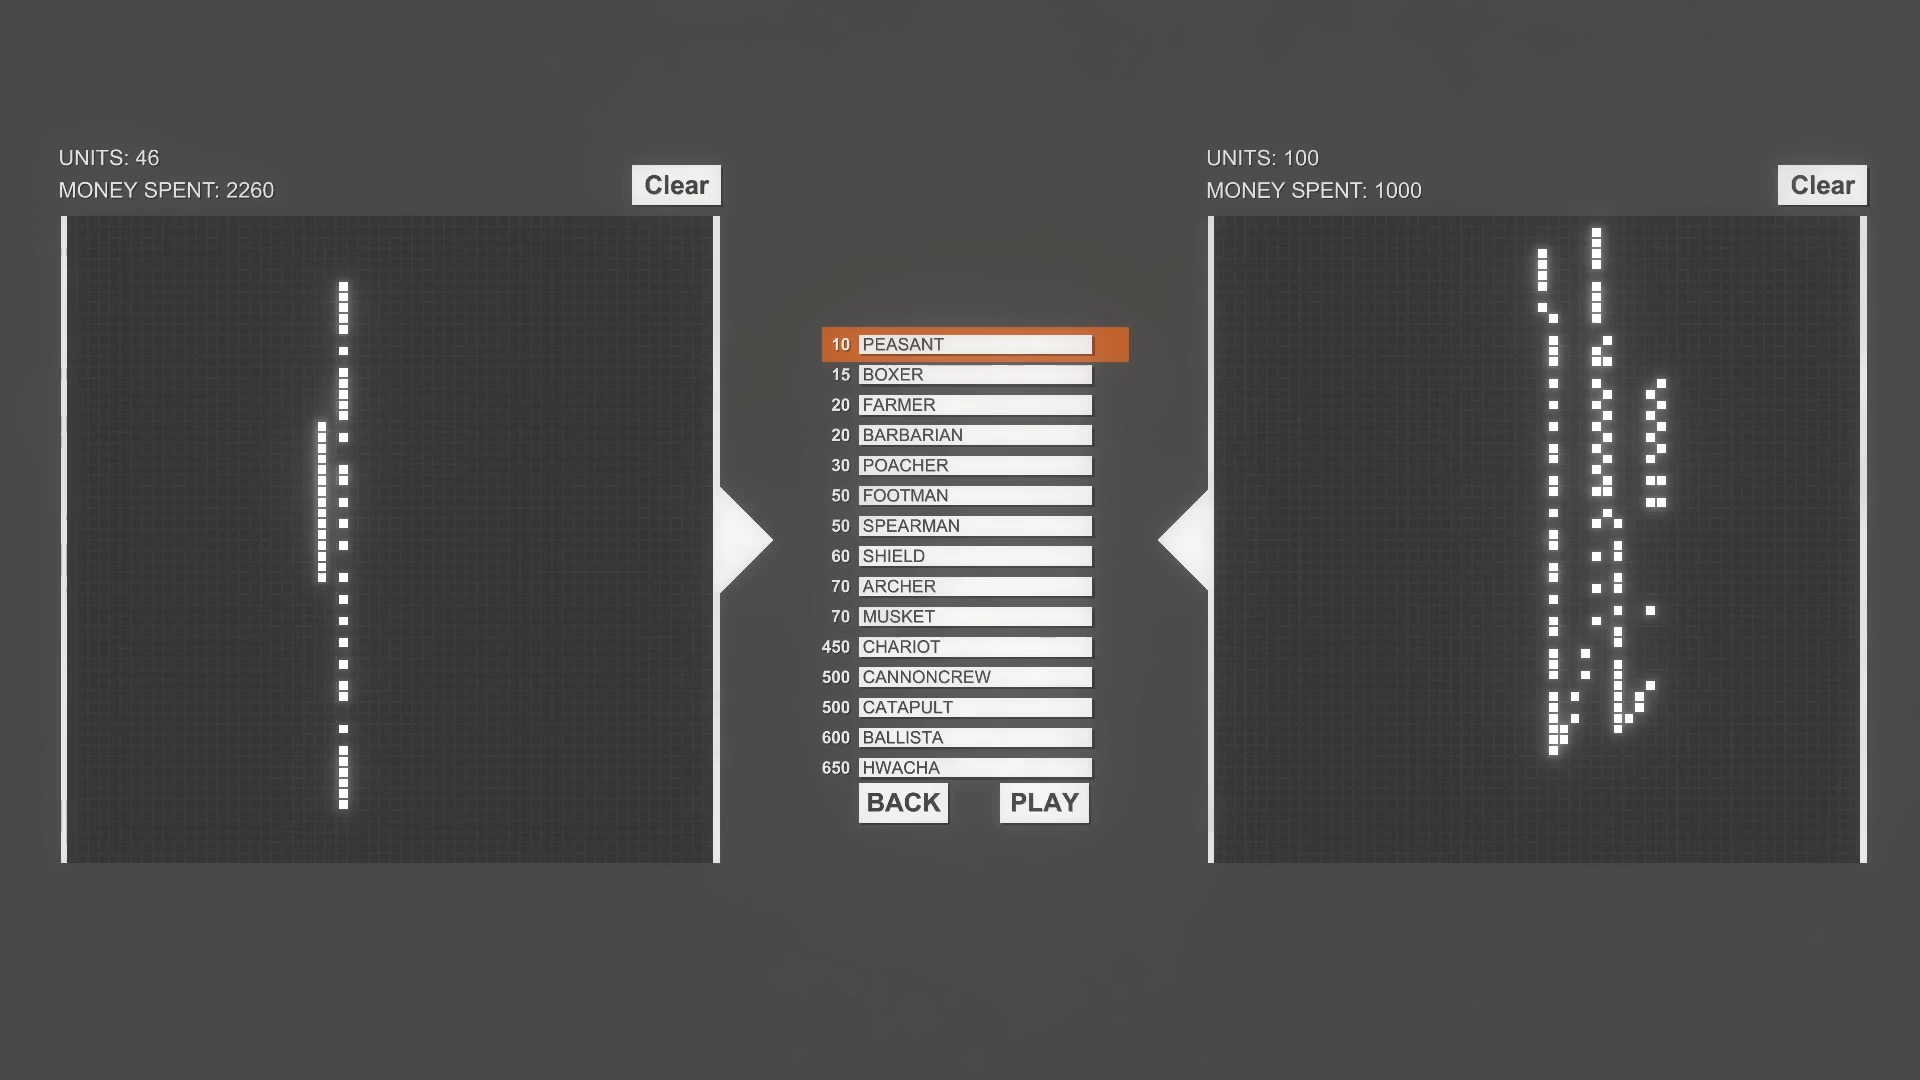 UNITS: 46
MONEY SPENT: 2260
Clear
UNITS: 100
MONEY SPENT: 1000
Clear
10 PEASANT
15 BOXER
20 FARMER
20 BARBARIAN
30 POACHER
50 FOOTMAN
50 SPEARMAN
60 SHIELD
70 ARCHER
70 MUSKET
450 CHARIOT
500 CANNONCREW
500 CATAPULT
600 BALLISTA
650 HWACHA
BACK PLAY